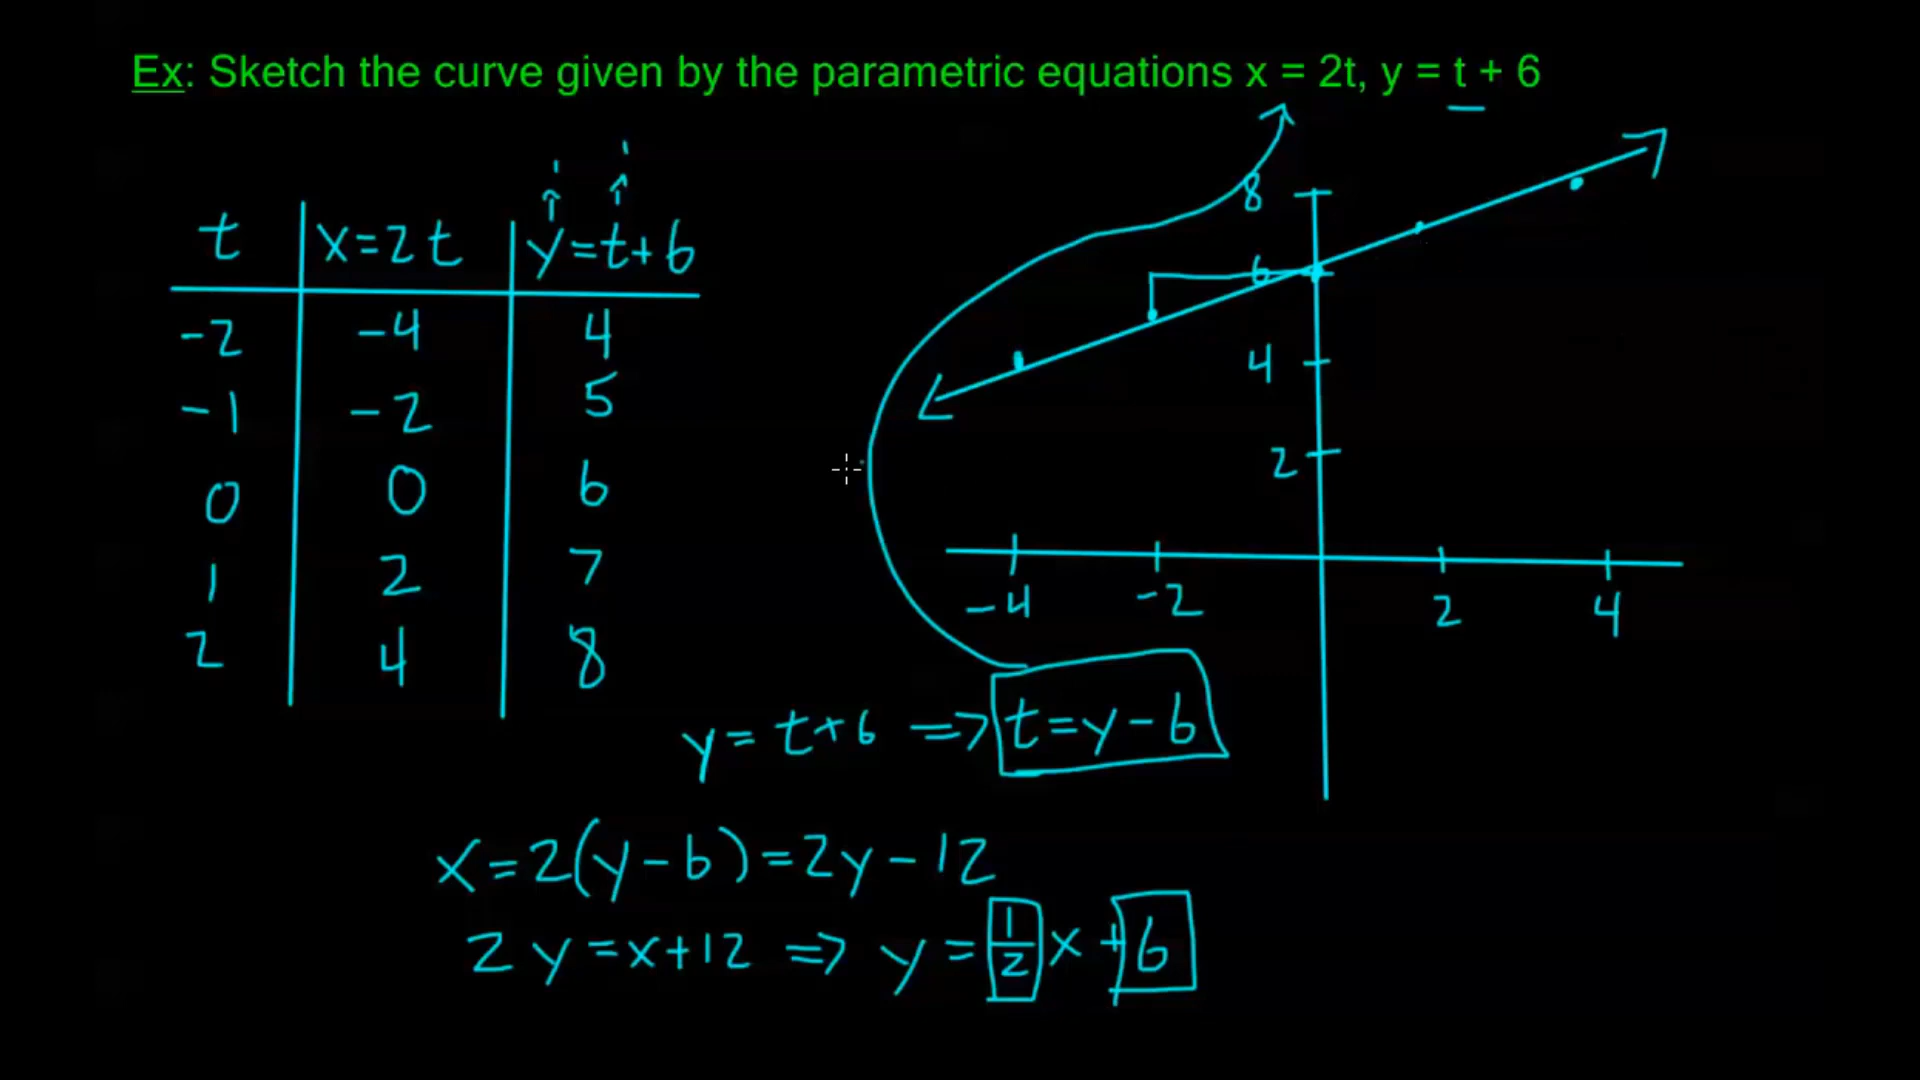 Ex: Sketch the curve given by the parametric equations x = 2t, y = t + 6
t x=2t y=t+6
-2 -4 4
-1 -2 5
0 0 6
1 2 7
2 4 8
8
6
4
2
-4 -2 2 4
y=t+6 => t=y-6
x=2(y-6)=2y-12
2y=x+12 => y=1/2x+6